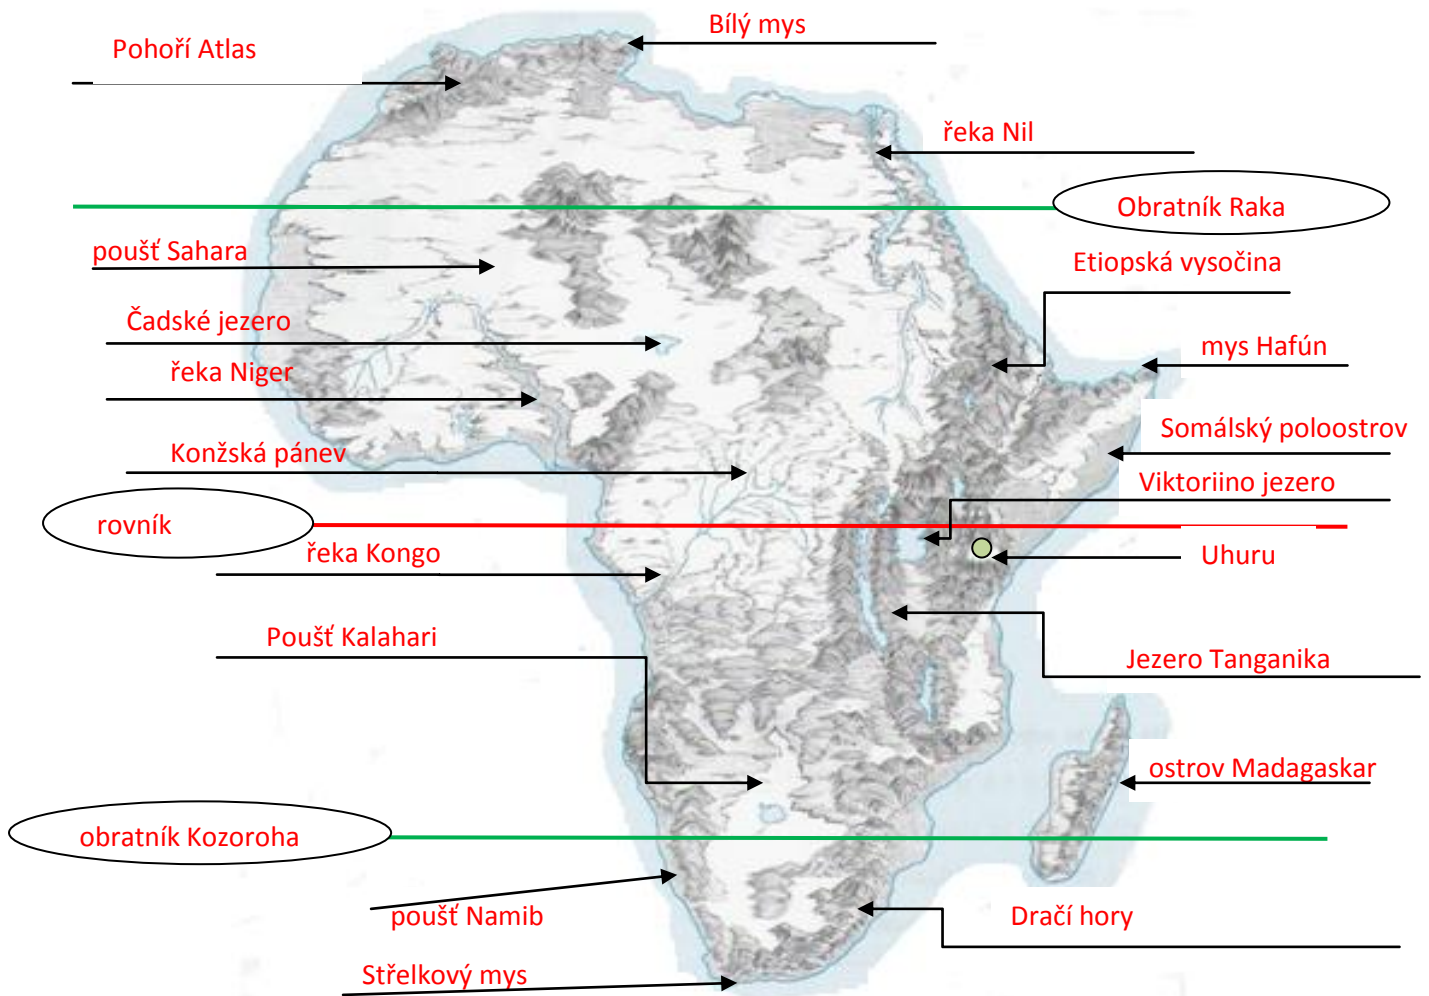 Bílý mys
Pohoří Atlas
řeka Nil
Obratník Raka
poušť Sahara
Etiopská vysočina
Čadské jezero
mys Hafún
řeka Niger
Somálský poloostrov
Konžská pánev
Viktoriino jezero
rovník
řeka Kongo
Uhuru
Poušť Kalahari
Jezero Tanganika
ostrov Madagaskar
obratník Kozoroha
poušť Namib
Dračí hory
Střelkový mys